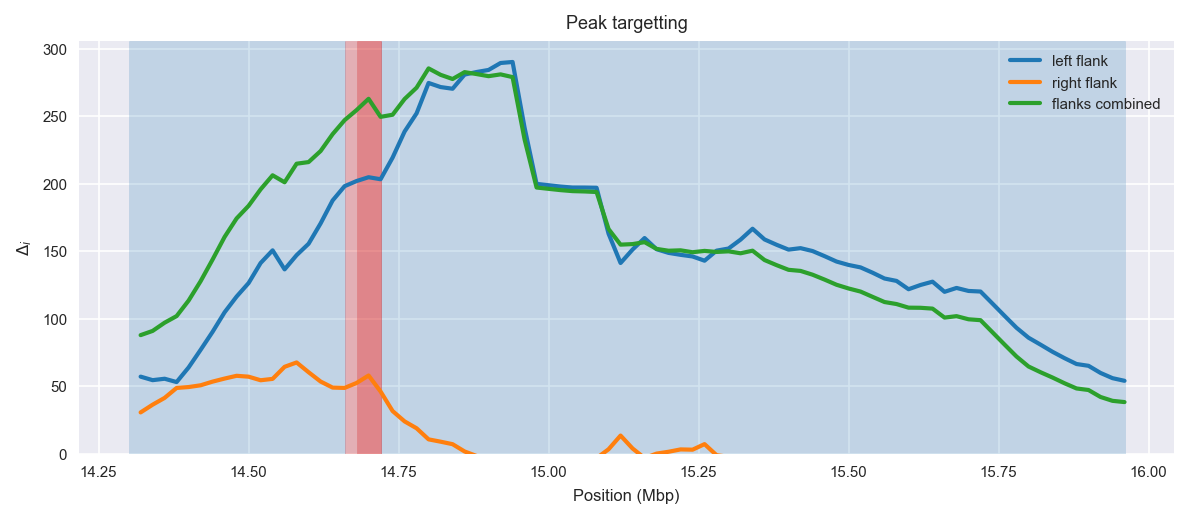 Peak targetting
300
250
200
150
100
50
0
Δi
14.25 14.50 14.75 15.00 15.25 15.50 15.75 16.00
Position (Mbp)
left flank
right flank
flanks combined